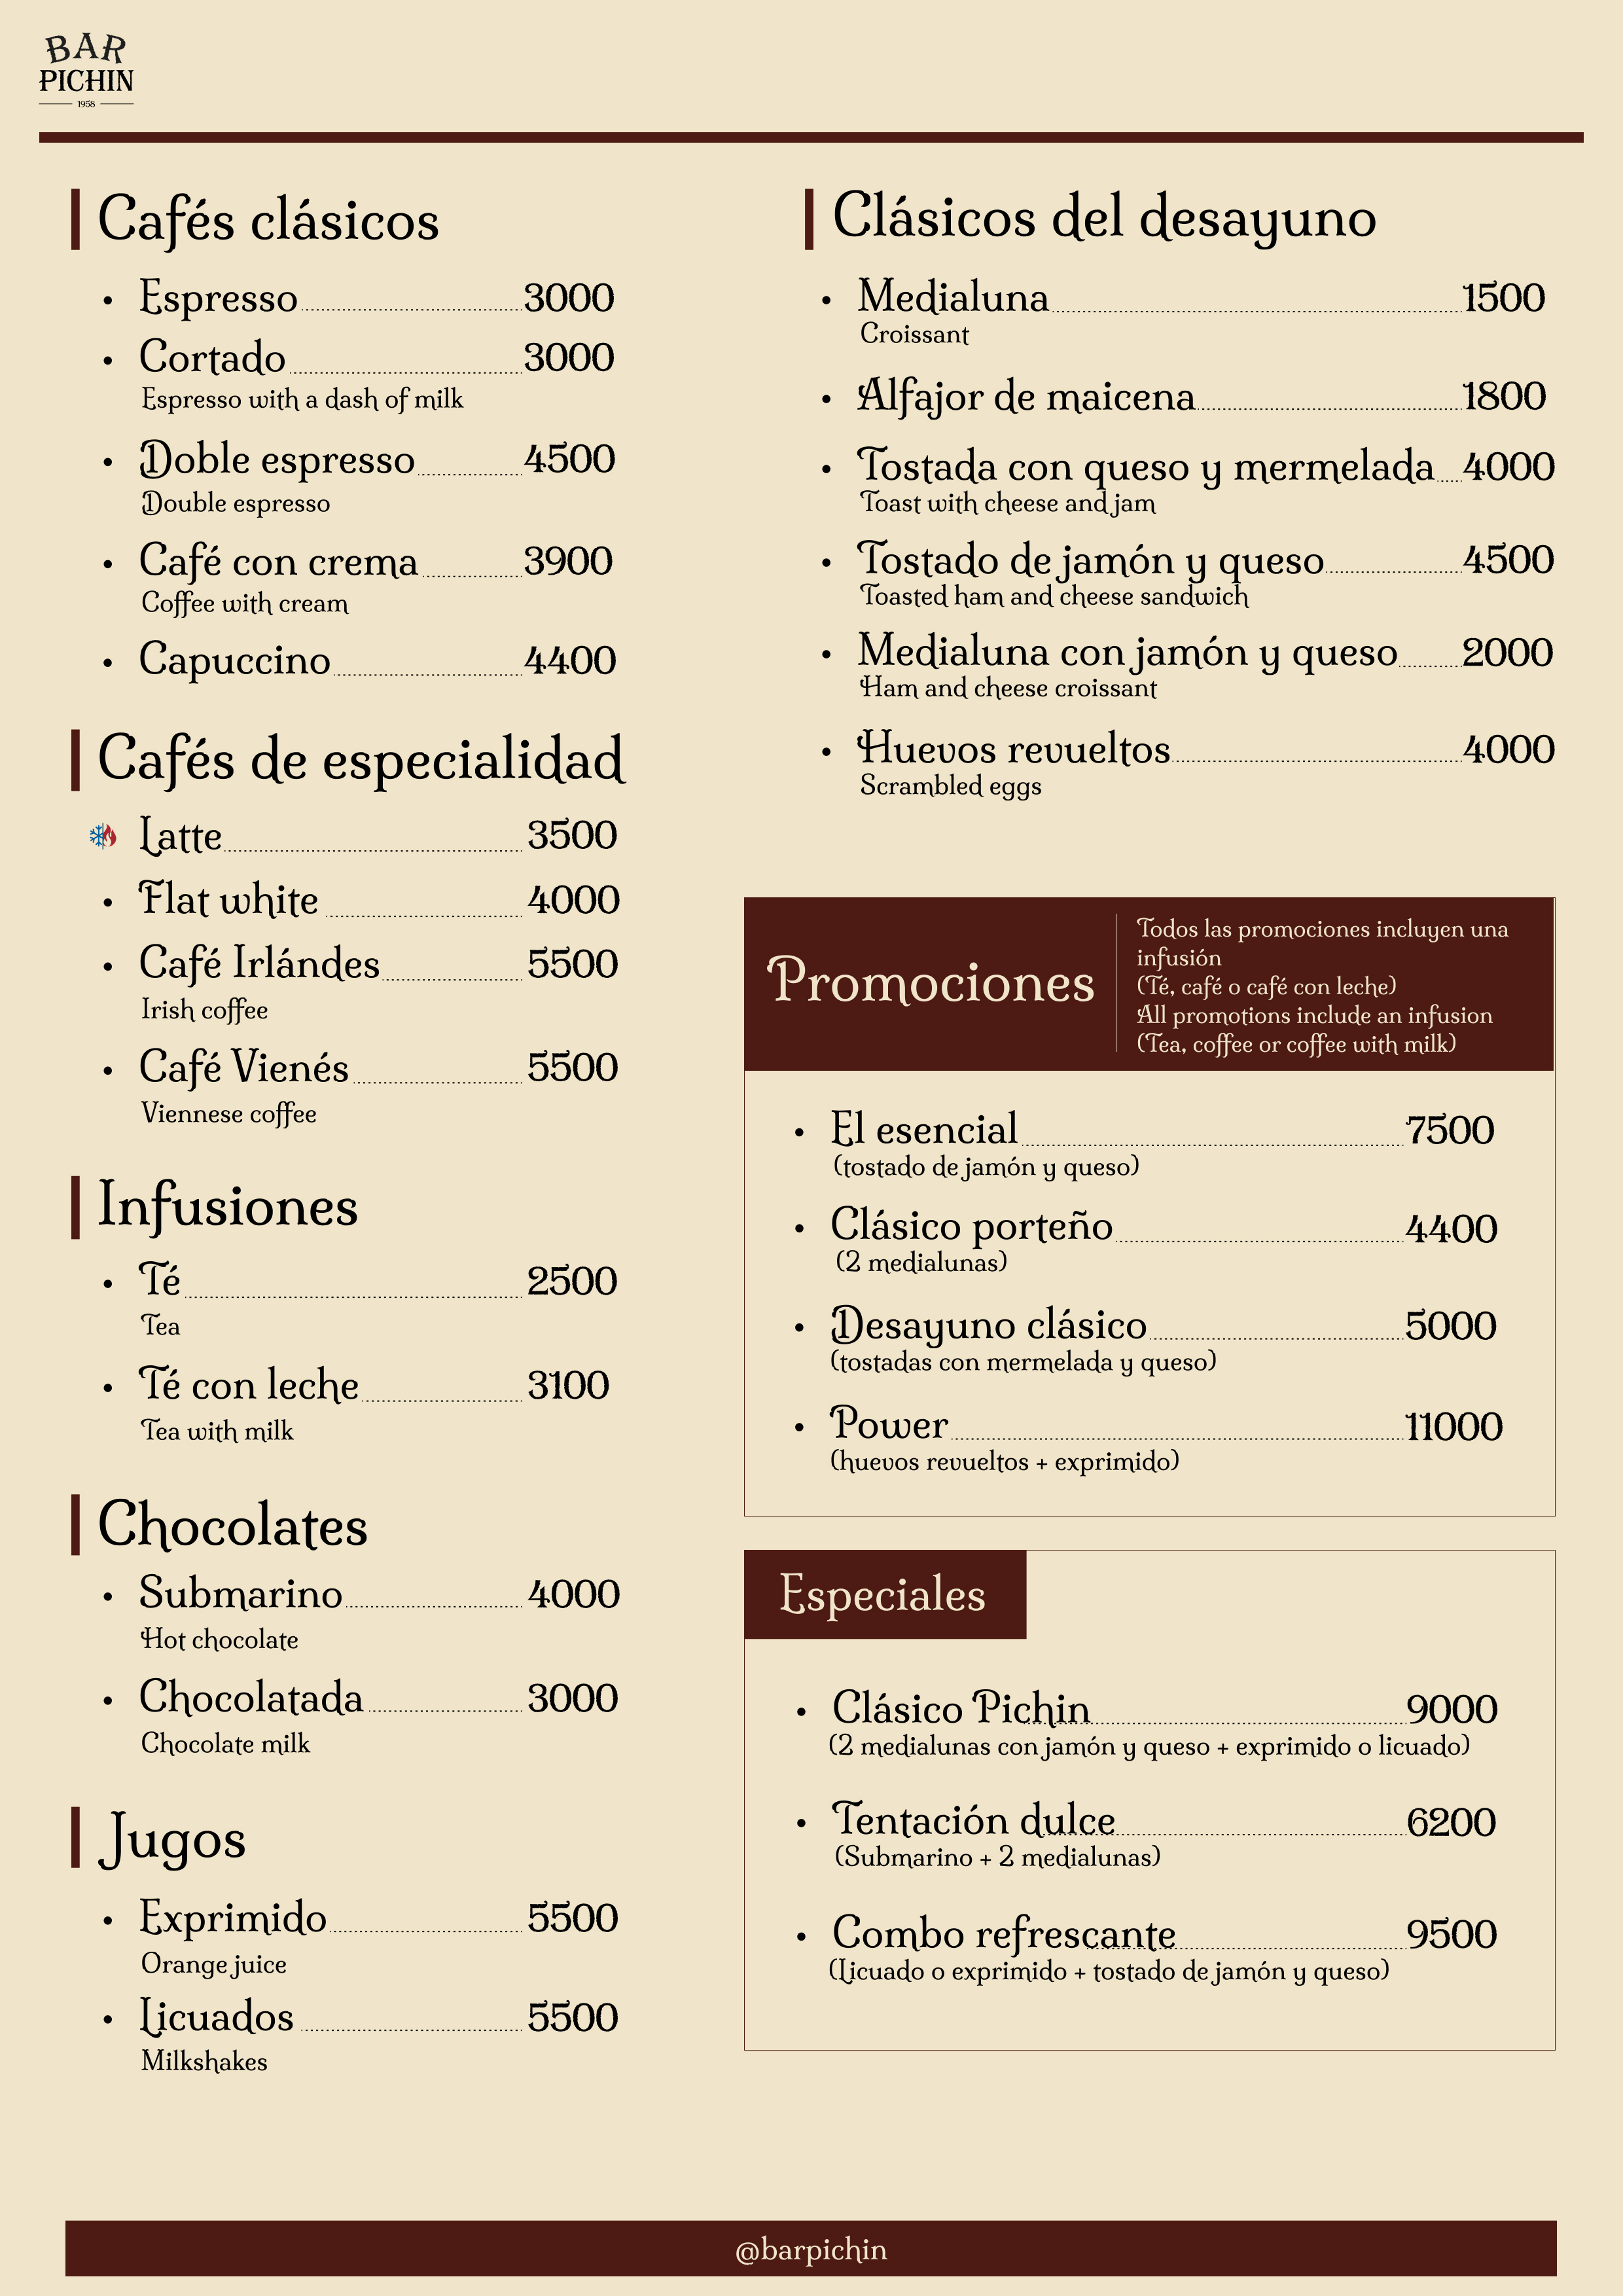 BAR
PICHIN
1958
Cafés clásicos
Espresso 3000
Cortado 3000
Espresso with a dash of milk
Doble espresso 4500
Double espresso
Café con crema 3900
Coffee with cream
Capuccino 4400
Cafés de especialidad
Latte 3500
Flat white 4000
Café Irlándes 5500
Irish coffee
Café Vienés 5500
Viennese coffee
Infusiones
Té 2500
Tea
Té con leche 3100
Tea with milk
Chocolates
Submarino 4000
Hot chocolate
Chocolatada 3000
Chocolate milk
Jugos
Exprimido 5500
Orange juice
Licuados 5500
Milkshakes
Clásicos del desayuno
Medialuna 1500
Croissant
Alfajor de maicena 1800
Tostada con queso y mermelada 4000
Toast with cheese and jam
Tostado de jamón y queso 4500
Toasted ham and cheese sandwich
Medialuna con jamón y queso 2000
Ham and cheese croissant
Huevos revueltos 4000
Scrambled eggs
Promociones
Todos las promociones incluyen una
infusión
(Té, café o café con leche)
All promotions include an infusion
(Tea, coffee or coffee with milk)
El esencial 7500
(tostado de jamón y queso)
Clásico porteño 4400
(2 medialunas)
Desayuno clásico 5000
(tostadas con mermelada y queso)
Power 11000
(huevos revueltos + exprimido)
Especiales
Clásico Pichin 9000
(2 medialunas con jamón y queso + exprimido o licuado)
Tentación dulce 6200
(Submarino + 2 medialunas)
Combo refrescante 9500
(Licuado o exprimido + tostado de jamón y queso)
@barpichin